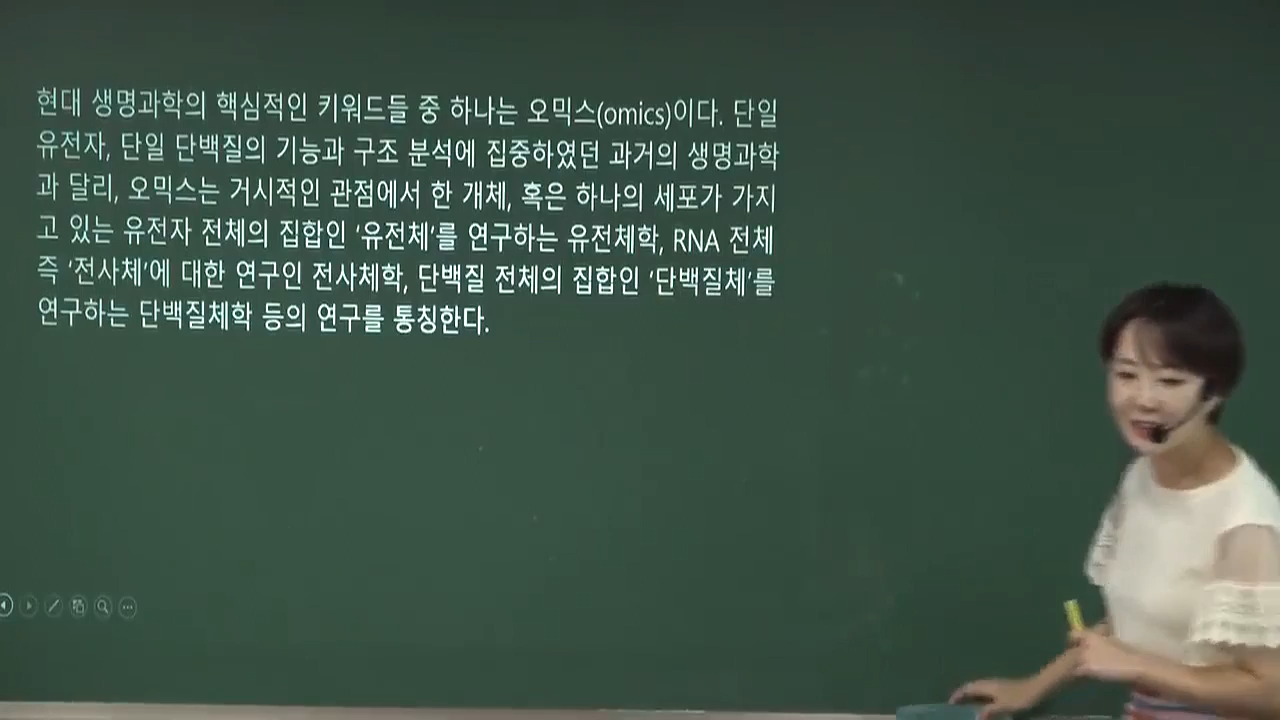 현대 생명과학의 핵심적인 키워드들 중 하나는 오믹스(omics)이다. 단일
유전자, 단일 단백질의 기능과 구조 분석에 집중하였던 과거의 생명과학
과 달리, 오믹스는 거시적인 관점에서 한 개체, 혹은 하나의 세포가 가지
고 있는 유전자 전체의 집합인 ‘유전체’를 연구하는 유전체학, RNA 전체
즉 ‘전사체’에 대한 연구인 전사체학, 단백질 전체의 집합인 ‘단백질체’를
연구하는 단백질체학 등의 연구를 통칭한다.